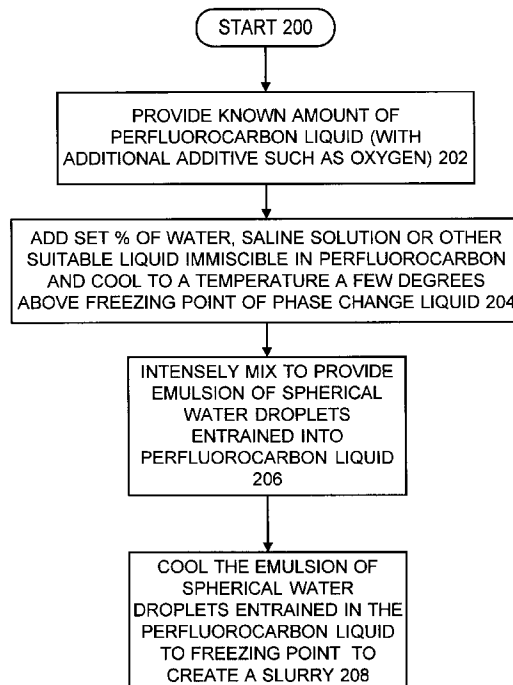 START 200
PROVIDE KNOWN AMOUNT OF
PERFLUOROCARBON LIQUID (WITH
ADDITIONAL ADDITIVE SUCH AS OXYGEN) 202
ADD SET % OF WATER, SALINE SOLUTION OR OTHER
SUITABLE LIQUID IMMISCIBLE IN PERFLUOROCARBON
AND COOL TO A TEMPERATURE A FEW DEGREES
ABOVE FREEZING POINT OF PHASE CHANGE LIQUID 204
INTENSELY MIX TO PROVIDE
EMULSION OF SPHERICAL
WATER DROPLETS
ENTRAINED INTO
PERFLUOROCARBON LIQUID
206
COOL THE EMULSION OF
SPHERICAL WATER
DROPLETS ENTRAINED IN THE
PERFLUOROCARBON LIQUID
TO FREEZING POINT TO
CREATE A SLURRY 208